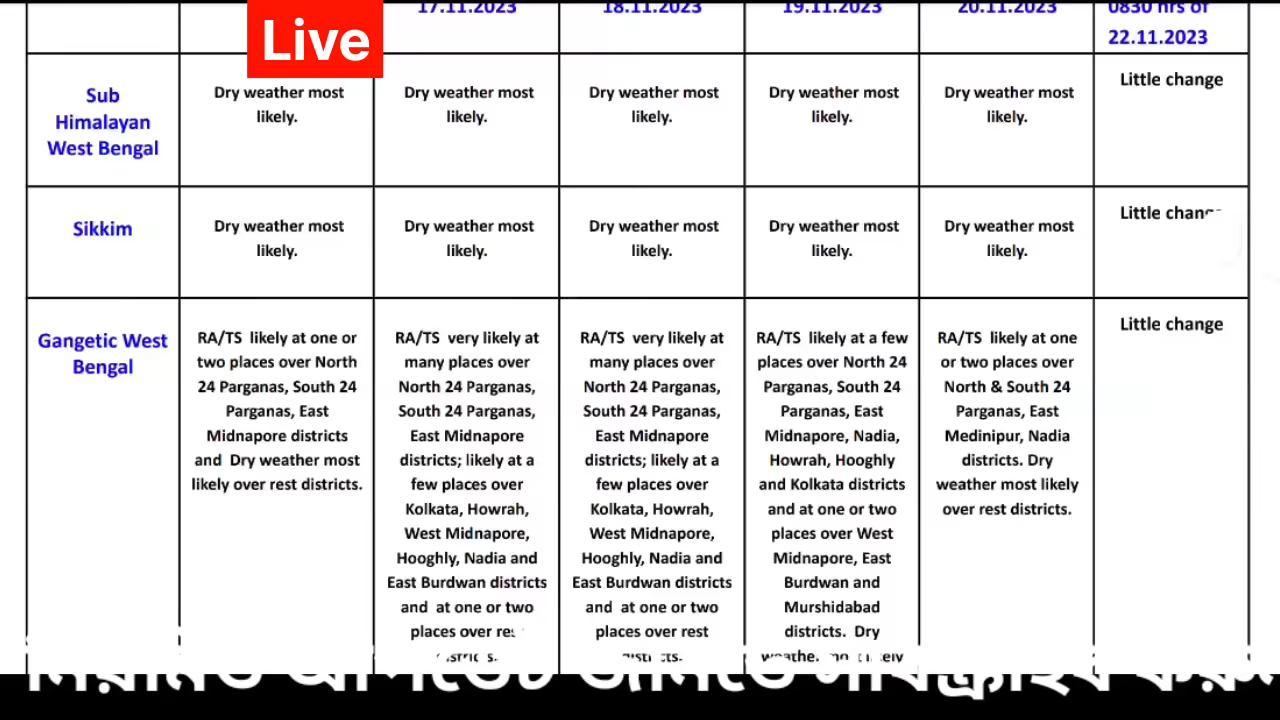 Live
17.11.2023
18.11.2023
19.11.2023
20.11.2023
0830 hrs of
22.11.2023
Sub
Himalayan
West Bengal
Dry weather most
likely.
Dry weather most
likely.
Dry weather most
likely.
Dry weather most
likely.
Dry weather most
likely.
Little change
Sikkim
Dry weather most
likely.
Dry weather most
likely.
Dry weather most
likely.
Dry weather most
likely.
Dry weather most
likely.
Little change
Gangetic West
Bengal
RA/TS likely at one or
two places over North
24 Parganas, South 24
Parganas, East
Midnapore districts
and Dry weather most
likely over rest districts.
RA/TS very likely at
many places over
North 24 Parganas,
South 24 Parganas,
East Midnapore
districts; likely at a
few places over
Kolkata, Howrah,
West Midnapore,
Hooghly, Nadia and
East Burdwan districts
and at one or two
places over rest
districts.
RA/TS very likely at
many places over
North 24 Parganas,
South 24 Parganas,
East Midnapore
districts; likely at a
few places over
Kolkata, Howrah,
West Midnapore,
Hooghly, Nadia and
East Burdwan districts
and at one or two
places over rest
districts.
RA/TS likely at a few
places over North 24
Parganas, South 24
Parganas, East
Midnapore, Nadia,
Howrah, Hooghly
and Kolkata districts
and at one or two
places over West
Midnapore, East
Burdwan and
Murshidabad
districts. Dry
weather most likely
RA/TS likely at one
or two places over
North & South 24
Parganas, East
Medinipur, Nadia
districts. Dry
weather most likely
over rest districts.
Little change
নিয়মিত আপডেট জানতে সাবস্ক্রাইব